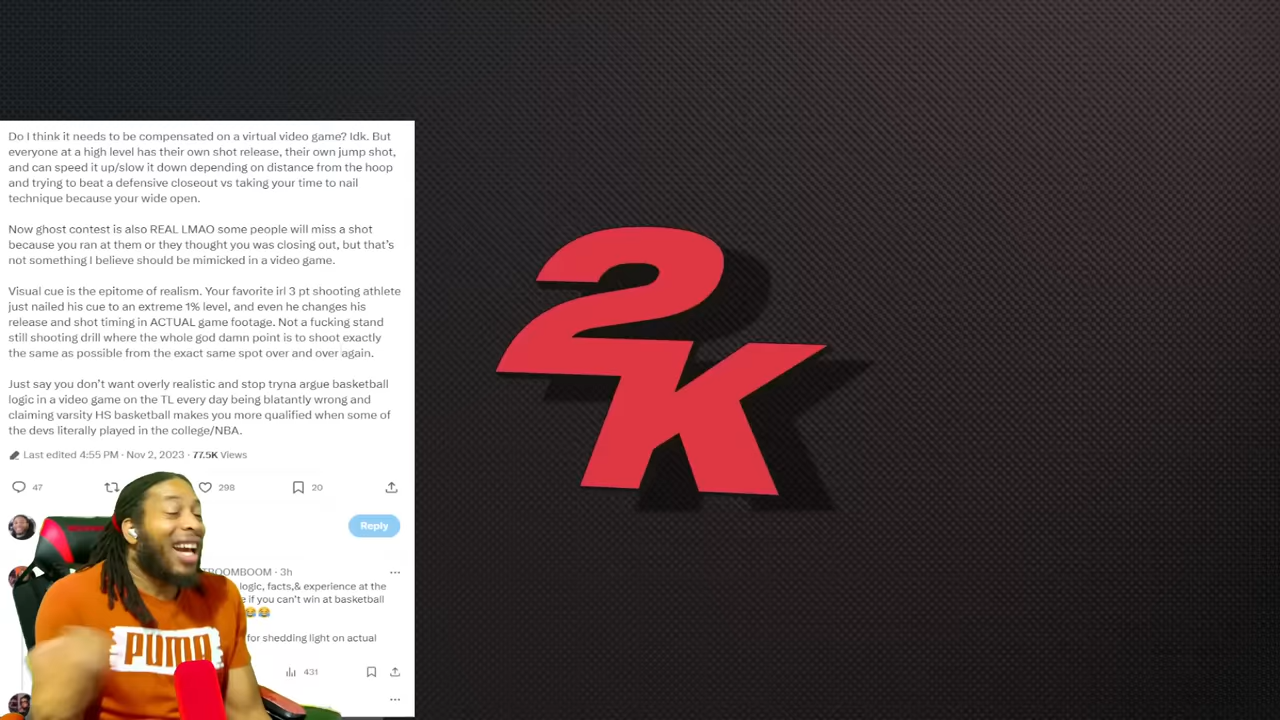 Do I think it needs to be compensated on a virtual video game? Idk. But
everyone at a high level has their own shot release, their own jump shot,
and can speed it up/slow it down depending on distance from the hoop
and trying to beat a defensive closeout vs taking your time to nail
technique because your wide open.
Now ghost contest is also REAL LMAO some people will miss a shot
because you ran at them or they thought you was closing out, but that's
not something I believe should be mimicked in a video game.
Visual cue is the epitome of realism. Your favorite irl 3 pt shooting athlete
just nailed his cue to an extreme 1% level, and even he changes his
release and shot timing in ACTUAL game footage. Not a fucking stand
still shooting drill where the whole god damn point is to shoot exactly
the same as possible from the exact same spot over and over again.
Just say you don't want overly realistic and stop tryna argue basketball
logic in a video game on the TL every day being blatantly wrong and
claiming varsity HS basketball makes you more qualified when some of
the devs literally played in the college/NBA.
Last edited 4:55 PM · Nov 2, 2023 · 77.5K Views
47 298 20
Reply
TROOMBOOM · 3h
logic, facts,& experience at the
e if you can't win at basketball
for shedding light on actual
431
PUMA
2K